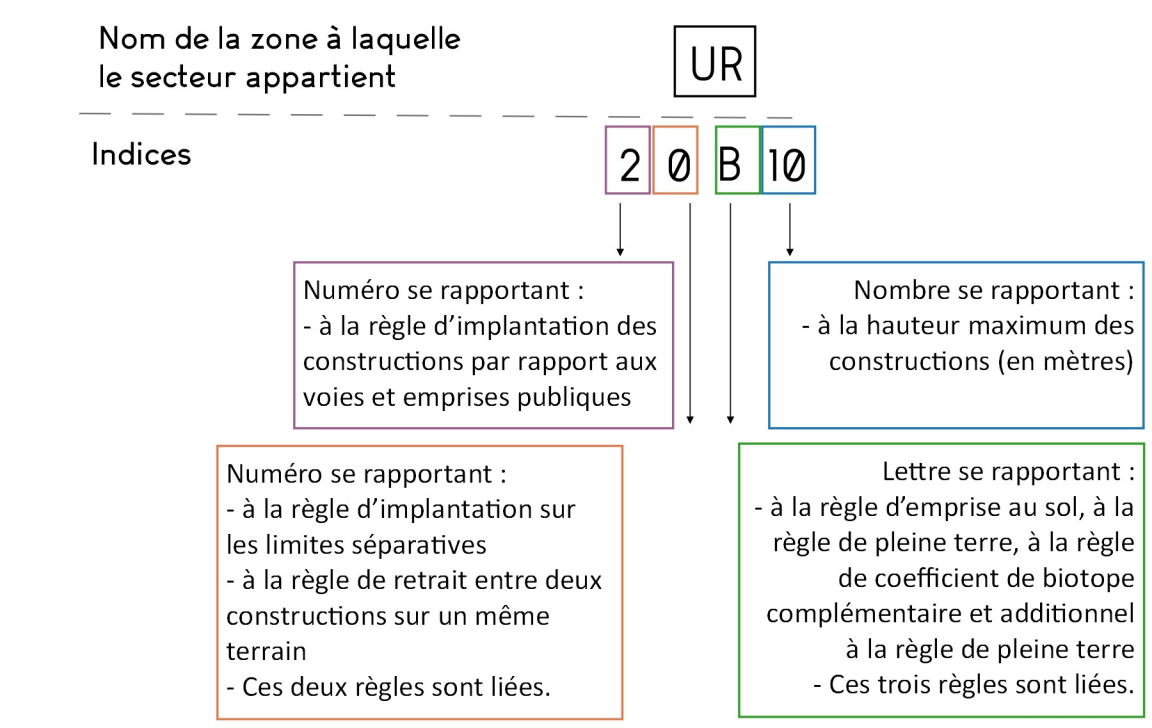 Nom de la zone à laquelle
le secteur appartient
UR
Indices
2 0 B 10
Numéro se rapportant :
- à la règle d'implantation des
constructions par rapport aux
voies et emprises publiques
Nombre se rapportant :
- à la hauteur maximum des
constructions (en mètres)
Numéro se rapportant :
- à la règle d'implantation sur
les limites séparatives
- à la règle de retrait entre deux
constructions sur un même
terrain
- Ces deux règles sont liées.
Lettre se rapportant :
- à la règle d'emprise au sol, à la
règle de pleine terre, à la règle
de coefficient de biotope
complémentaire et additionnel
à la règle de pleine terre
- Ces trois règles sont liées.